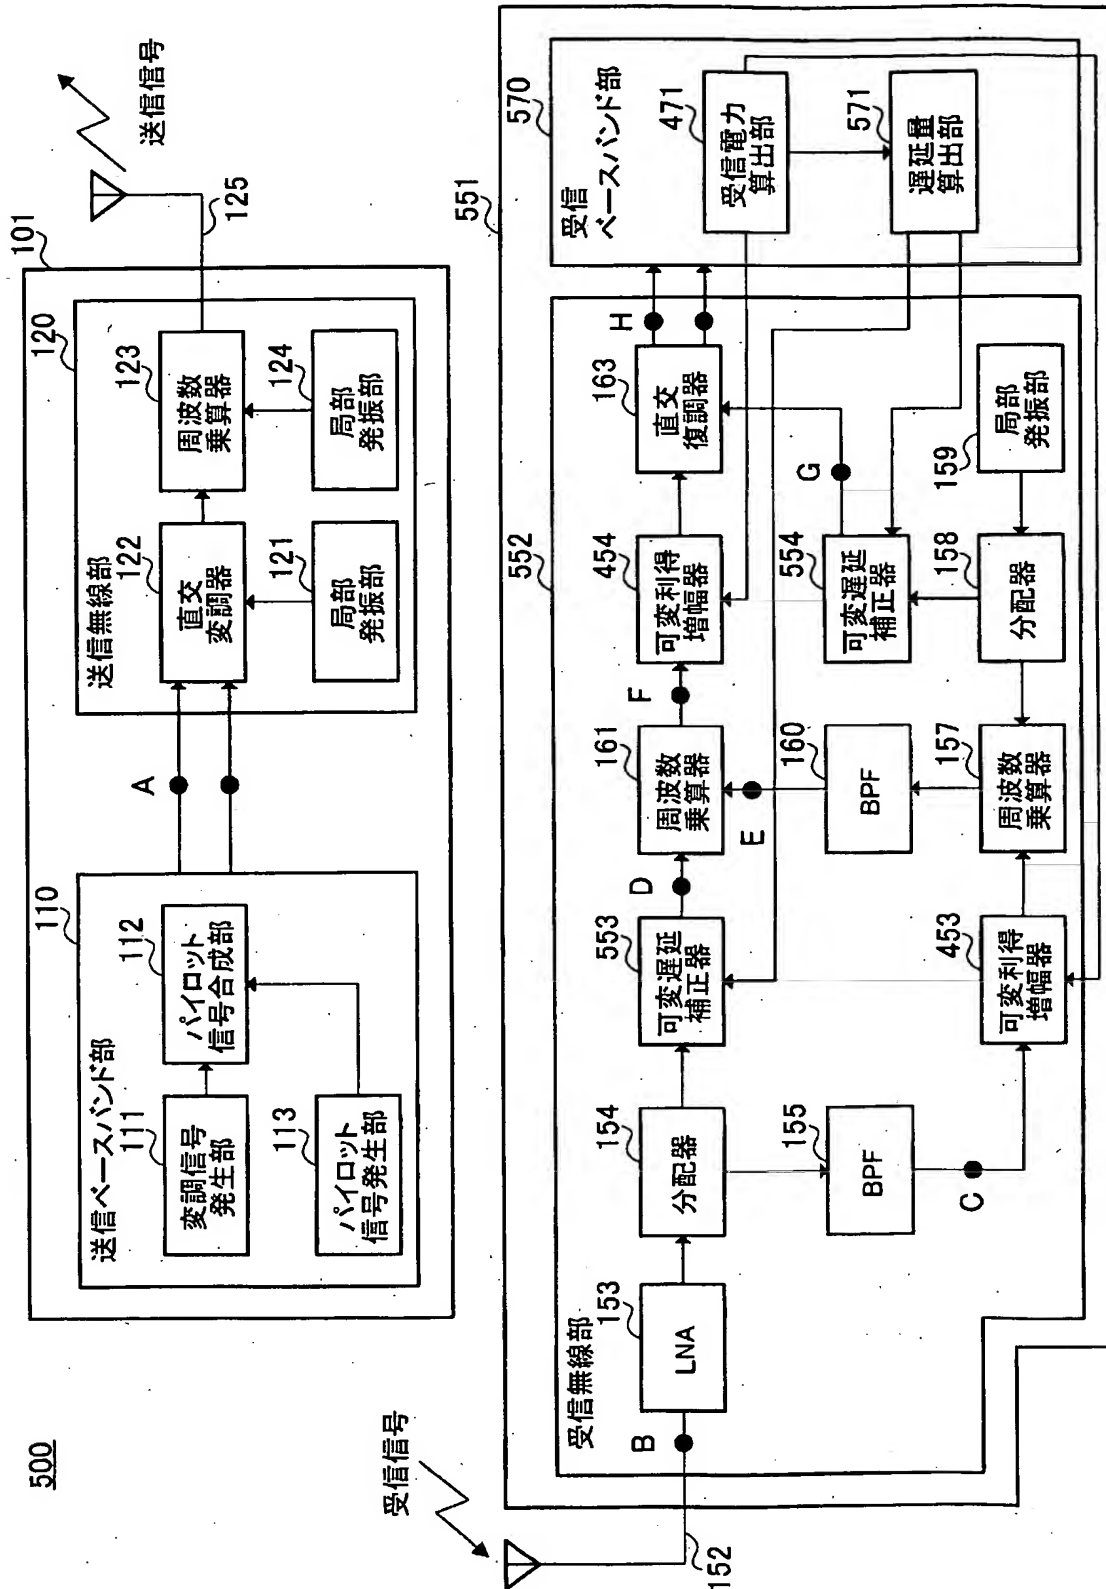 500
101
送信信号
125
110
送信ベースバンド部
111
変調信号
発生部
112
パイロット
信号合成部
113
パイロット
信号発生部
A
120
送信無線部
122
直交
変調器
121
局部
発振部
123
周波数
乗算器
124
局部
発振部
551
受信信号
152
552
受信無線部
B
153
LNA
154
分配器
155
BPF
C
553
可変遅延
補正器
D
453
可変利得
増幅器
161
周波数
乗算器
E
160
BPF
157
周波数
乗算器
F
454
可変利得
増幅器
554
可変遅延
補正器
G
158
分配器
159
局部
発振部
163
直交
復調器
H
570
受信
ベースバンド部
471
受信電力
算出部
571
遅延量
算出部